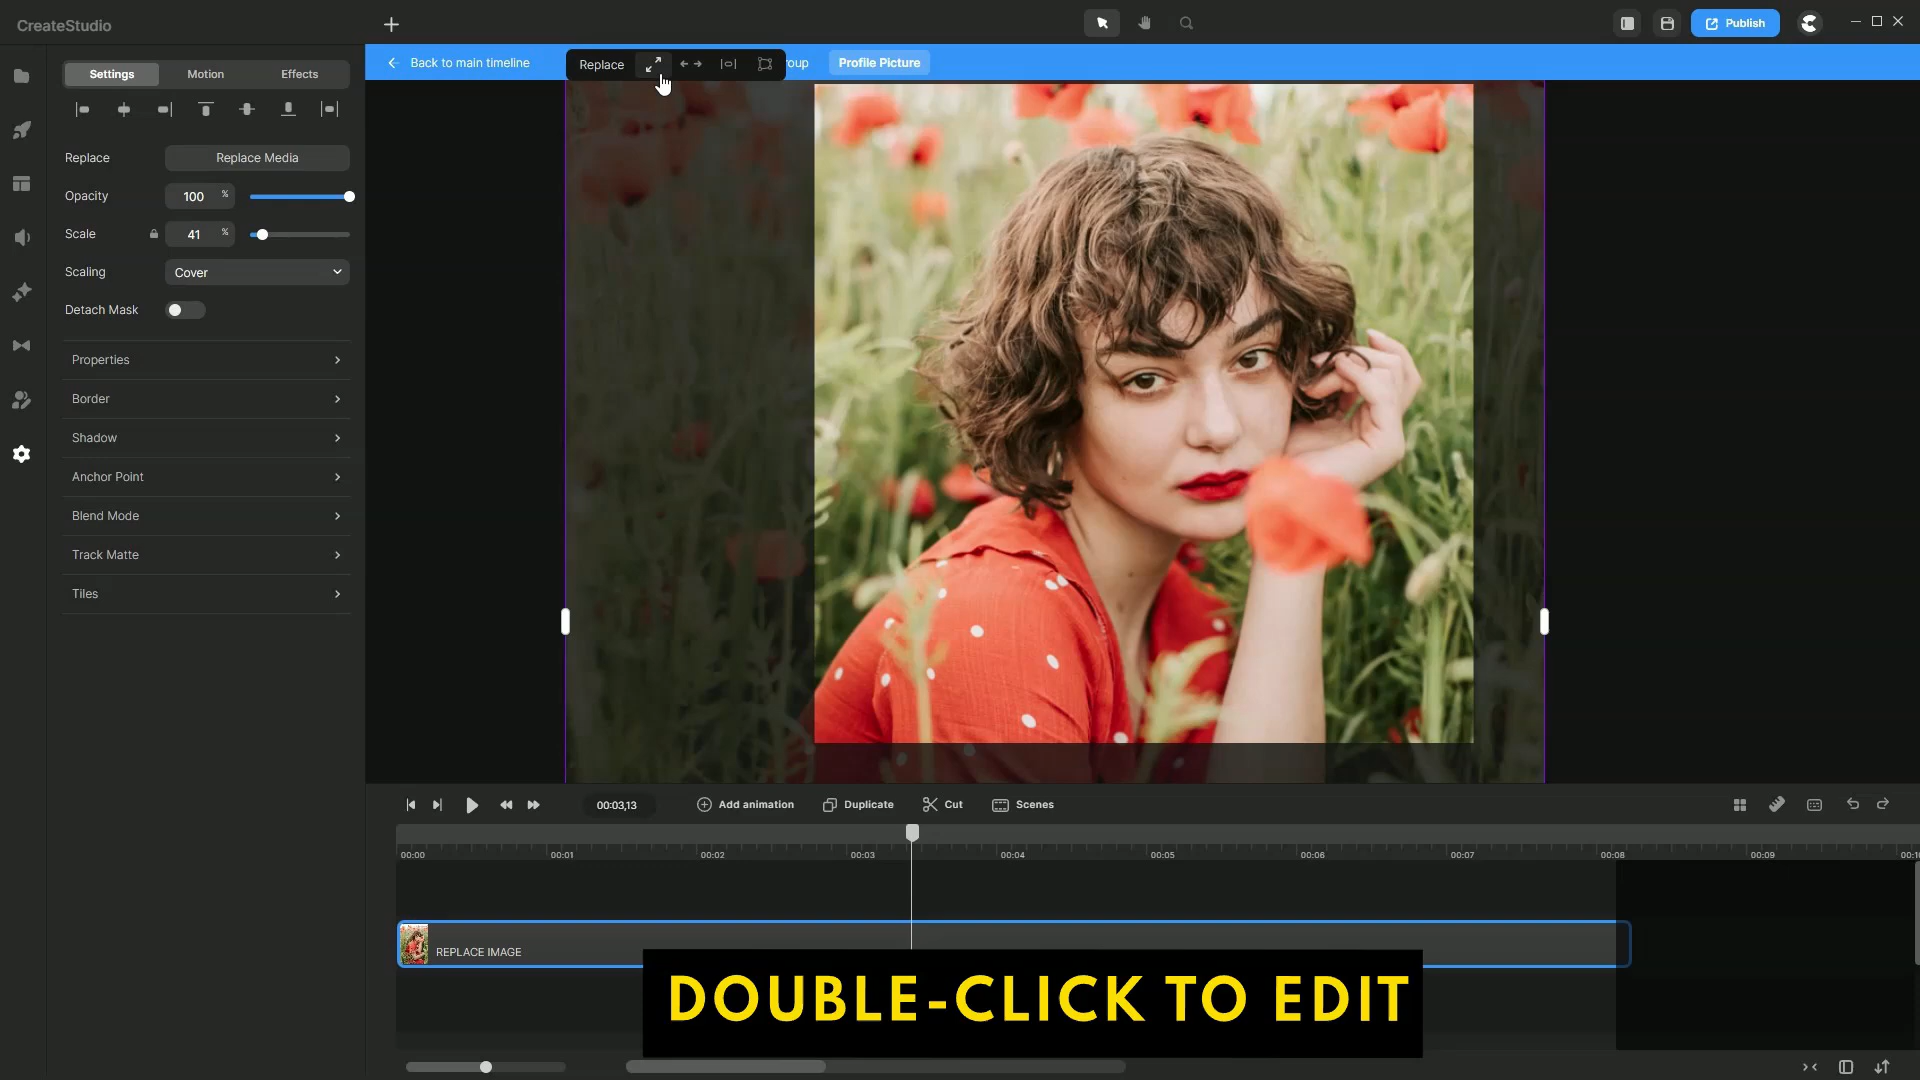 CreateStudio
Publish
Settings
Motion
Effects
Back to main timeline
Replace
oup
Profile Picture
Replace
Replace Media
Opacity
100 %
Scale
41 %
Scaling
Cover
Detach Mask
Properties
Border
Shadow
Anchor Point
Blend Mode
Track Matte
Tiles
00:03,13
Add animation
Duplicate
Cut
Scenes
00:00
00:01
00:02
00:03
00:04
00:05
00:06
00:07
00:08
00:09
REPLACE IMAGE
DOUBLE-CLICK TO EDIT